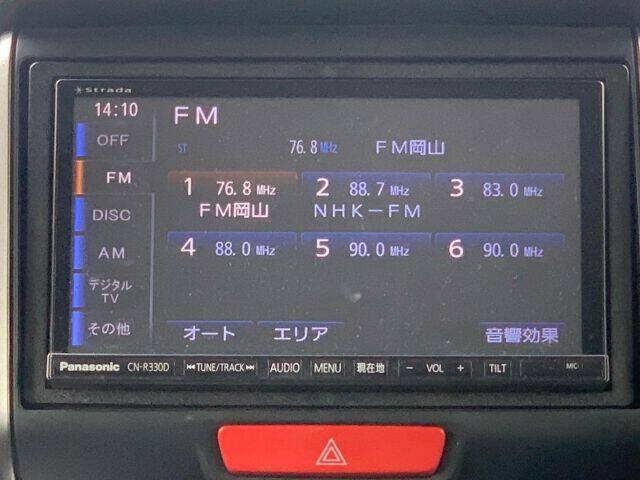 Strada
14:10 FM
OFF
ST 76.8 MHz FM岡山
FM
1 76.8 MHz 2 88.7 MHz 3 83.0 MHz
FM岡山 NHK-FM
DISC
AM
4 88.0 MHz 5 90.0 MHz 6 90.0 MHz
デジタル
TV
その他
オート エリア 音響効果
Panasonic CN-R330D TUNE/TRACK AUDIO MENU 現在地 - VOL + TILT MIC